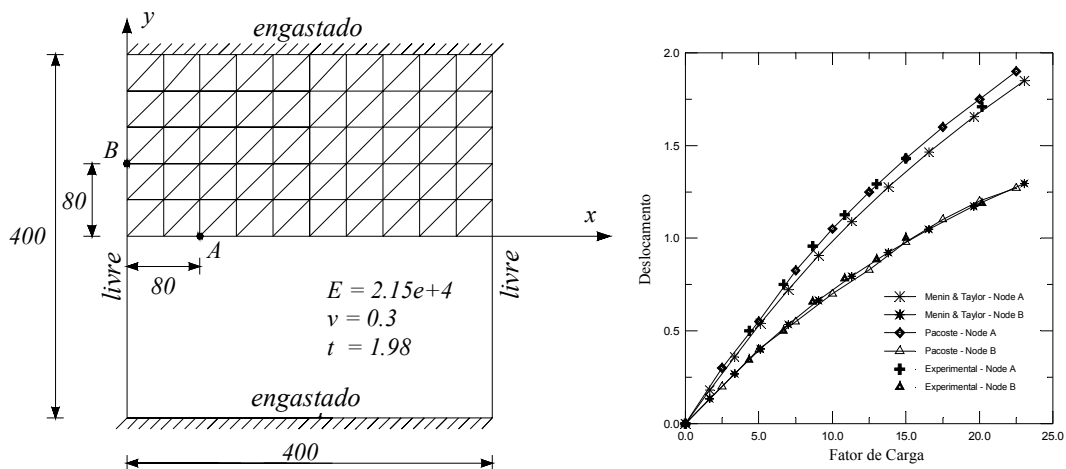 y
engastado
B
80
400
x
A
livre
80
livre
E = 2.15e+4
ν = 0.3
t = 1.98
engastado
400
2.0
1.5
1.0
0.5
0.0
Deslocamento
0.0 5.0 10.0 15.0 20.0 25.0
Fator de Carga
Menin & Taylor - Node A
Menin & Taylor - Node B
Pacoste - Node A
Pacoste - Node B
Experimental - Node A
Experimental - Node B